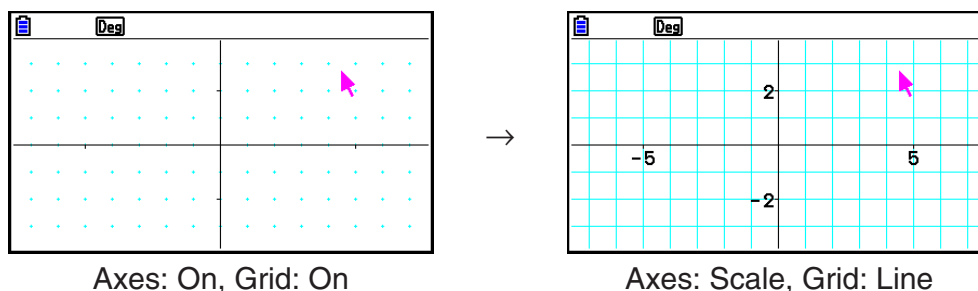 Deg
→
Deg
2
-5
5
-2
Axes: On, Grid: On
Axes: Scale, Grid: Line